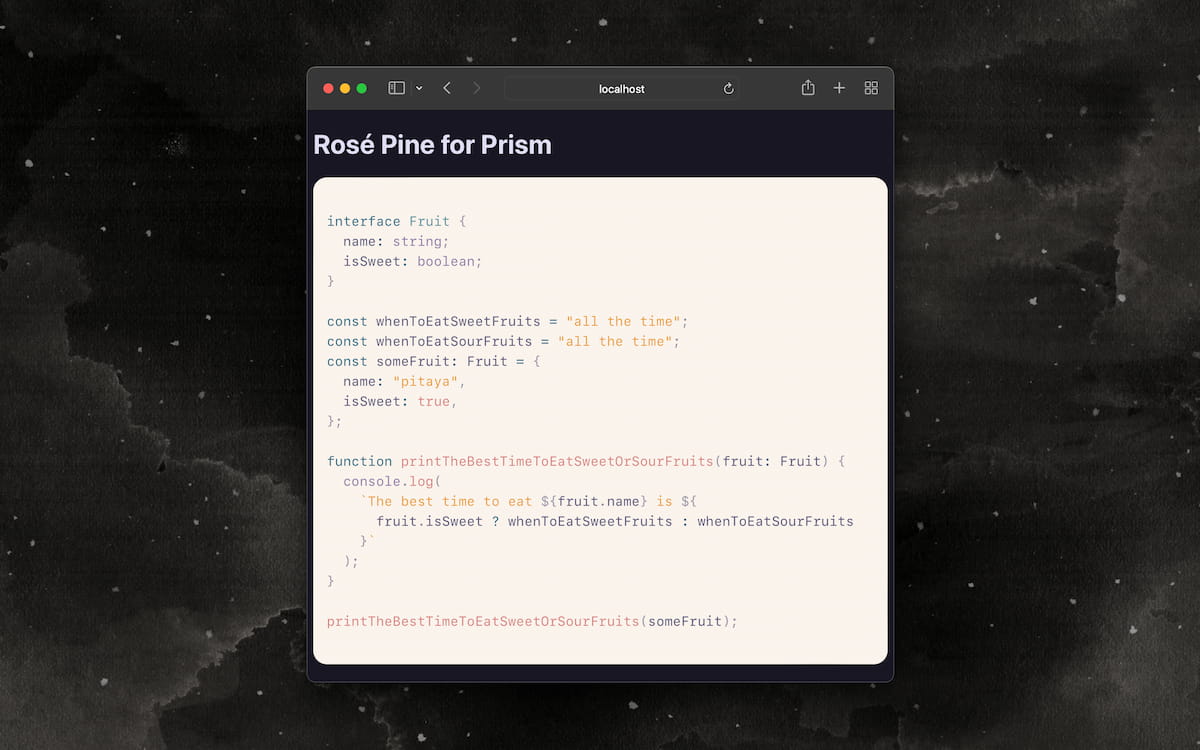 localhost
Rosé Pine for Prism
interface Fruit {
  name: string;
  isSweet: boolean;
}
const whenToEatSweetFruits = "all the time";
const whenToEatSourFruits = "all the time";
const someFruit: Fruit = {
  name: "pitaya",
  isSweet: true,
};
function printTheBestTimeToEatSweetOrSourFruits(fruit: Fruit) {
  console.log(
    `The best time to eat ${fruit.name} is ${
      fruit.isSweet ? whenToEatSweetFruits : whenToEatSourFruits
    }`
  );
}
printTheBestTimeToEatSweetOrSourFruits(someFruit);